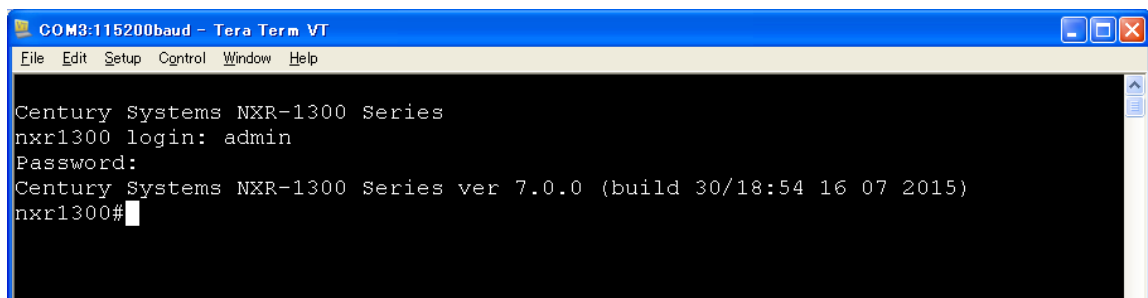 COM3:115200baud - Tera Term VT
File Edit Setup Control Window Help
Century Systems NXR-1300 Series
nxr1300 login: admin
Password:
Century Systems NXR-1300 Series ver 7.0.0 (build 30/18:54 16 07 2015)
nxr1300#